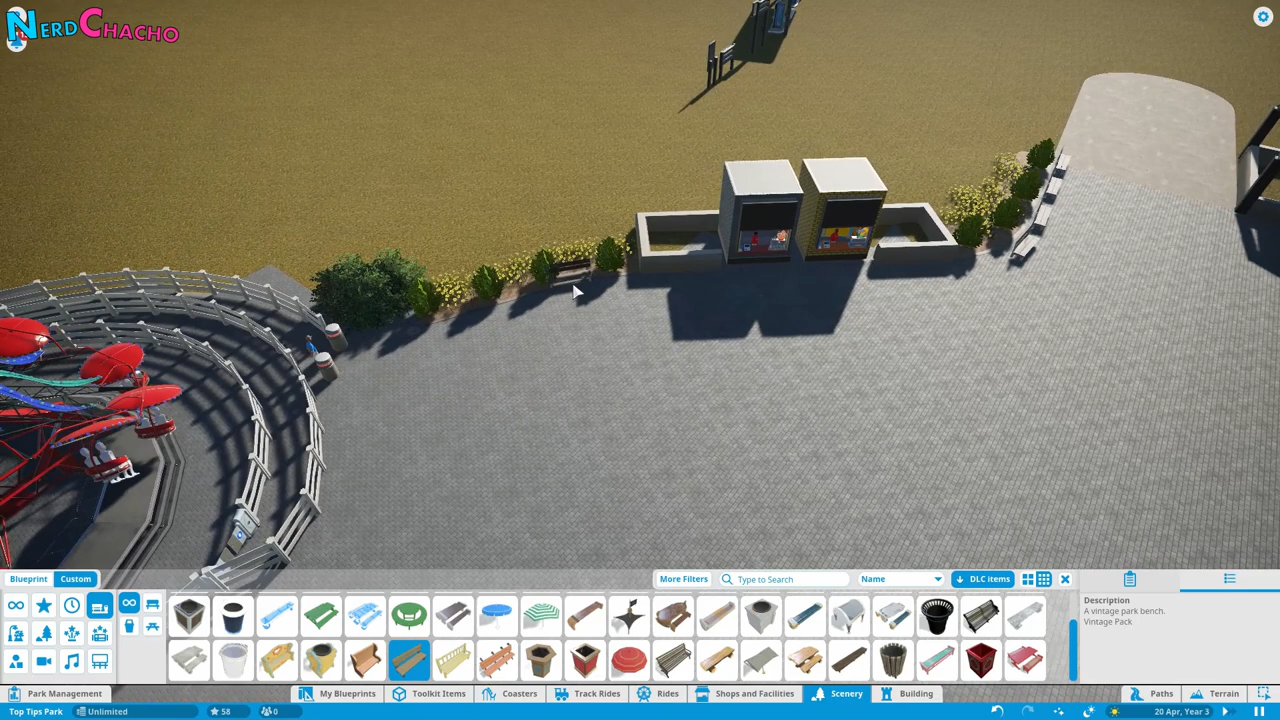 NerdChacho
Blueprint
Custom
More Filters
Type to Search
Name
DLC items
Description
A vintage park bench.
Vintage Pack
Park Management
My Blueprints
Toolkit Items
Coasters
Track Rides
Rides
Shops and Facilities
Scenery
Building
Paths
Terrain
Top Tips Park
Unlimited
58
0
20 Apr, Year 3